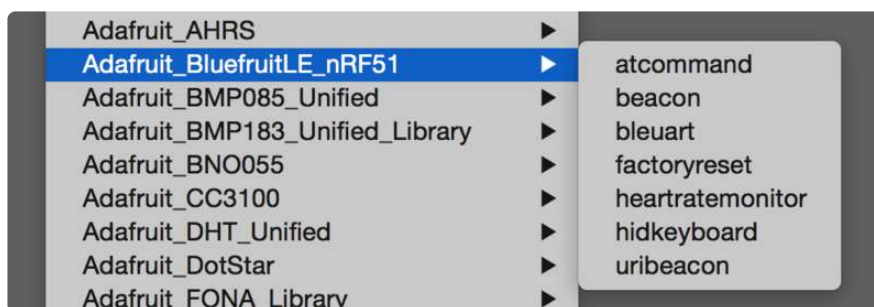 Adafruit_AHRS
Adafruit_BluefruitLE_nRF51
Adafruit_BMP085_Unified
Adafruit_BMP183_Unified_Library
Adafruit_BNO055
Adafruit_CC3100
Adafruit_DHT_Unified
Adafruit_DotStar
Adafruit_FONA_Library
atcommand
beacon
bleuart
factoryreset
heartratemonitor
hidkeyboard
uribeacon